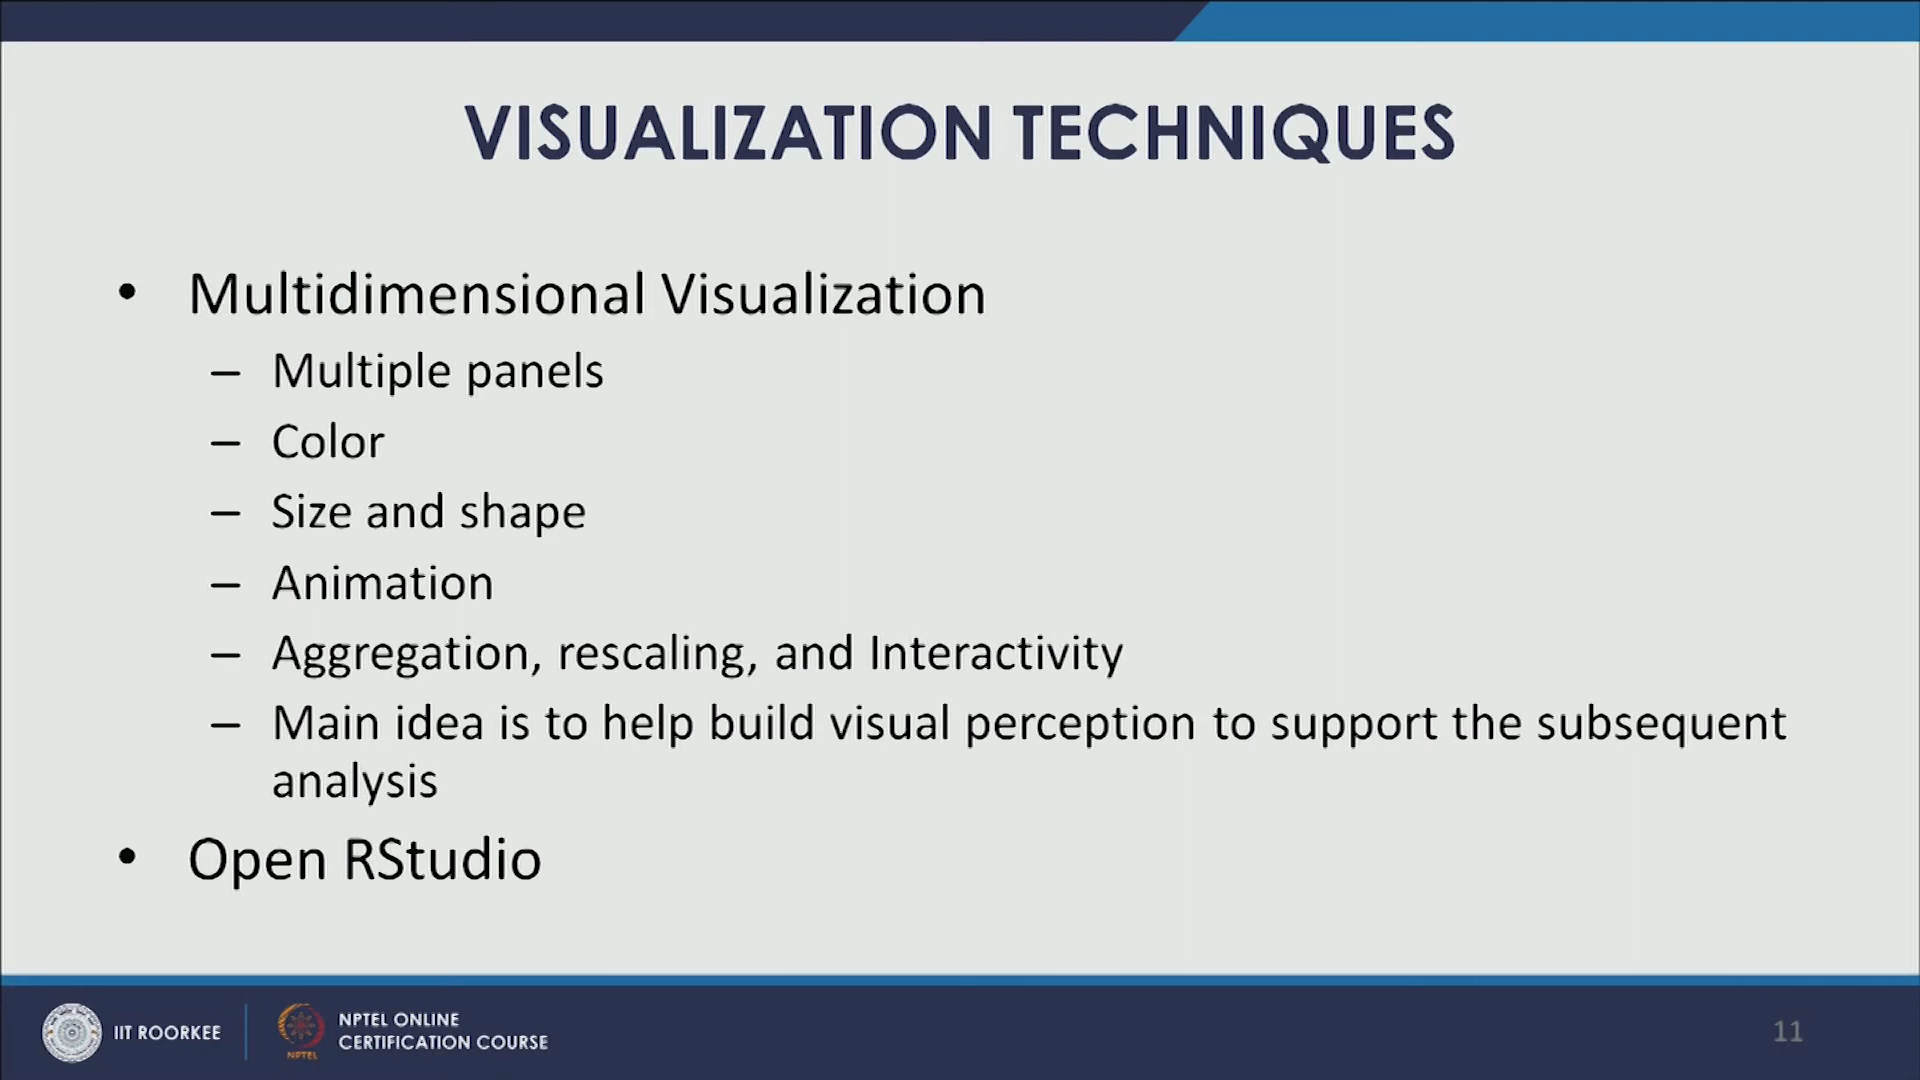 VISUALIZATION TECHNIQUES
• Multidimensional Visualization
– Multiple panels
– Color
– Size and shape
– Animation
– Aggregation, rescaling, and Interactivity
– Main idea is to help build visual perception to support the subsequent
analysis
• Open RStudio
IIT ROORKEE
NPTEL
NPTEL ONLINE
CERTIFICATION COURSE
11